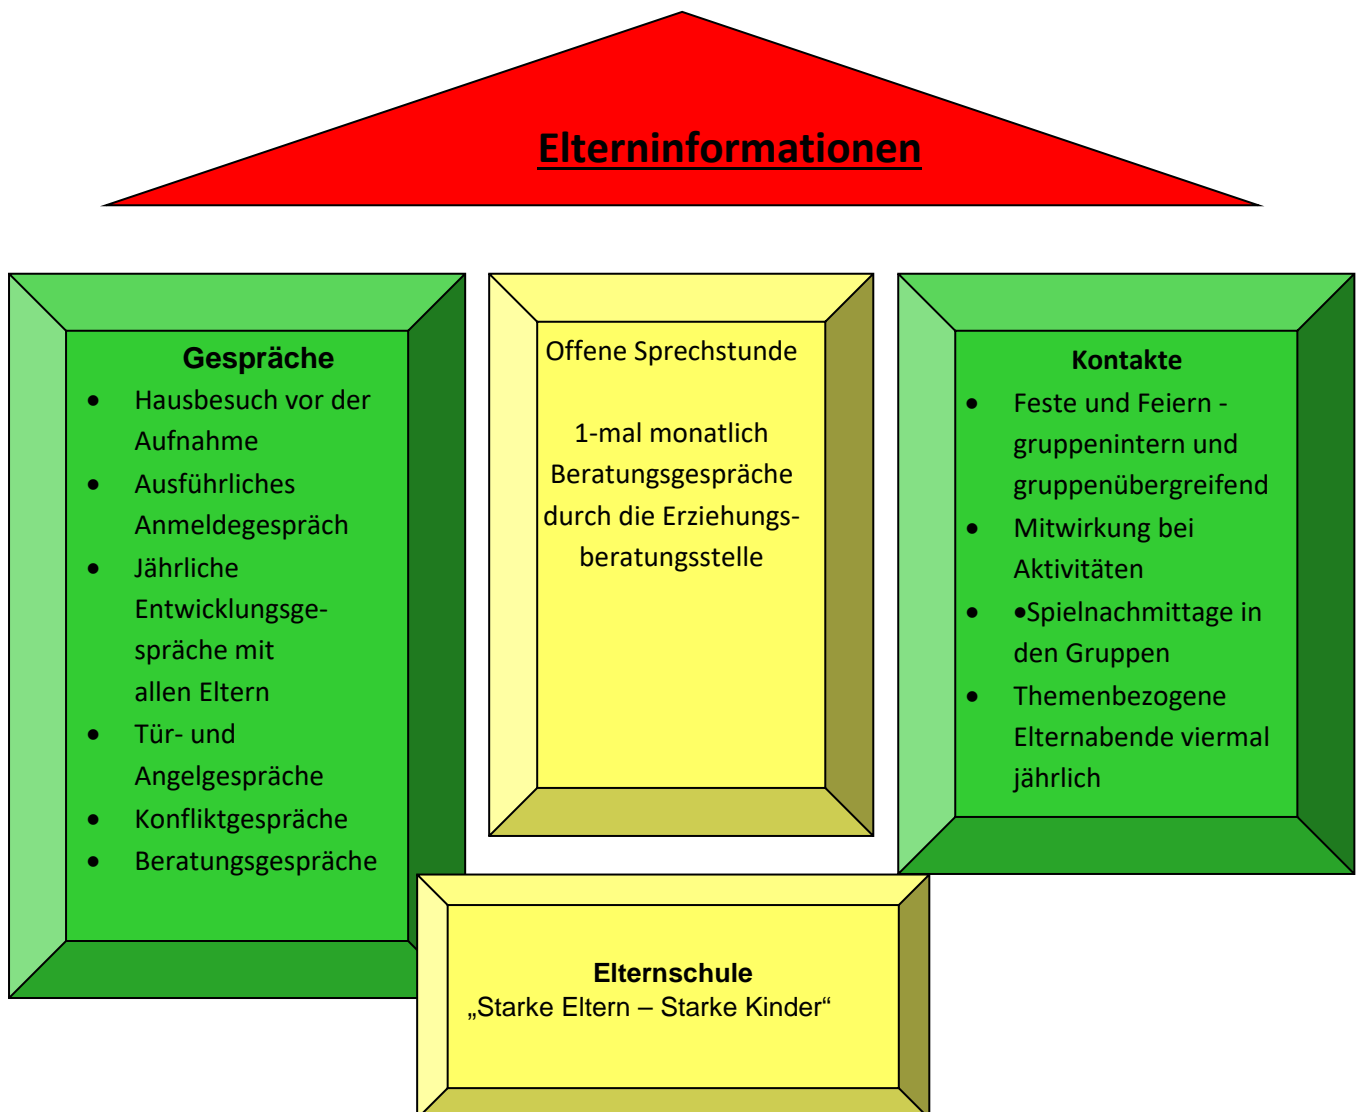 Elterninformationen
Gespräche
• Hausbesuch vor der
Aufnahme
• Ausführliches
Anmeldegespräch
• Jährliche
Entwicklungsge-
spräche mit
allen Eltern
• Tür- und
Angelgespräche
• Konfliktgespräche
• Beratungsgespräche
Offene Sprechstunde
1-mal monatlich
Beratungsgespräche
durch die Erziehungs-
beratungsstelle
Kontakte
• Feste und Feiern -
gruppenintern und
gruppenübergreifend
• Mitwirkung bei
Aktivitäten
• •Spielnachmittage in
den Gruppen
• Themenbezogene
Elternabende viermal
jährlich
Elternschule
„Starke Eltern – Starke Kinder“